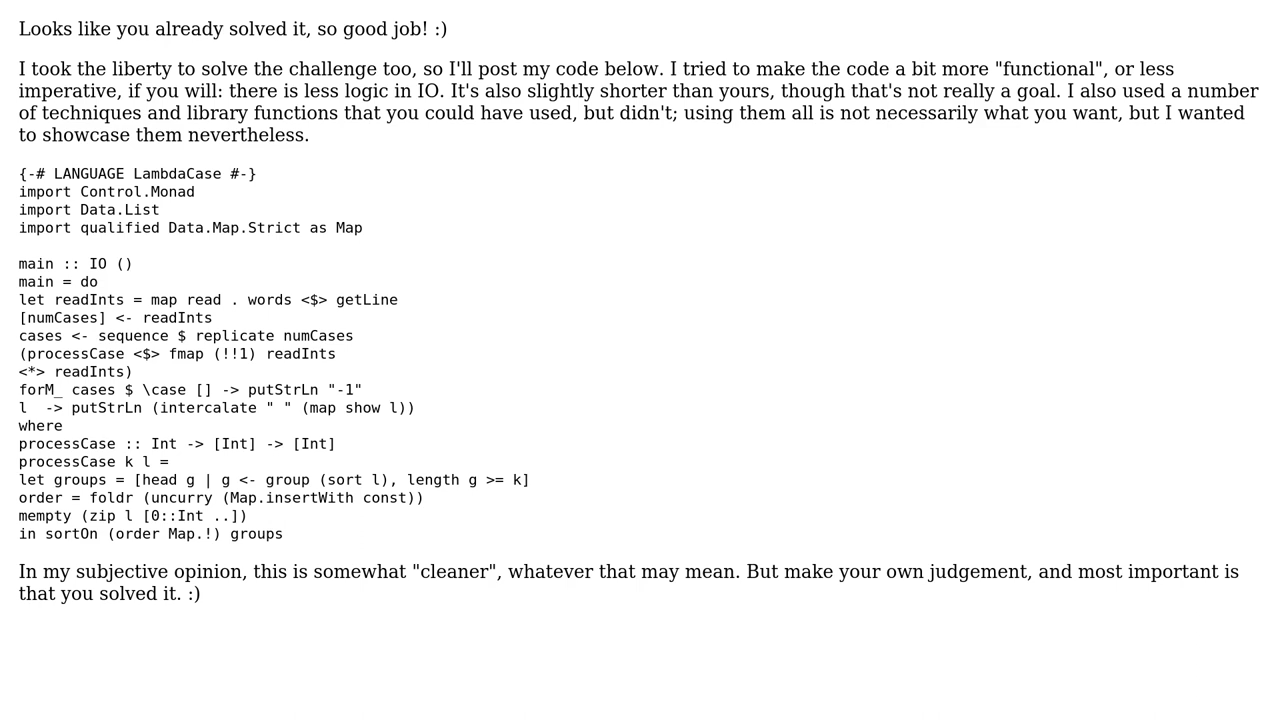 Looks like you already solved it, so good job! :)
I took the liberty to solve the challenge too, so I'll post my code below. I tried to make the code a bit more "functional", or less
imperative, if you will: there is less logic in IO. It's also slightly shorter than yours, though that's not really a goal. I also used a number
of techniques and library functions that you could have used, but didn't; using them all is not necessarily what you want, but I wanted
to showcase them nevertheless.
{-# LANGUAGE LambdaCase #-}
import Control.Monad
import Data.List
import qualified Data.Map.Strict as Map
main :: IO ()
main = do
let readInts = map read . words <$> getLine
[numCases] <- readInts
cases <- sequence $ replicate numCases
(processCase <$> fmap (!!1) readInts
<*> readInts)
forM_ cases $ \case [] -> putStrLn "-1"
l  -> putStrLn (intercalate " " (map show l))
where
processCase :: Int -> [Int] -> [Int]
processCase k l =
let groups = [head g | g <- group (sort l), length g >= k]
order = foldr (uncurry (Map.insertWith const))
mempty (zip l [0::Int ..])
in sortOn (order Map.!) groups
In my subjective opinion, this is somewhat "cleaner", whatever that may mean. But make your own judgement, and most important is
that you solved it. :)